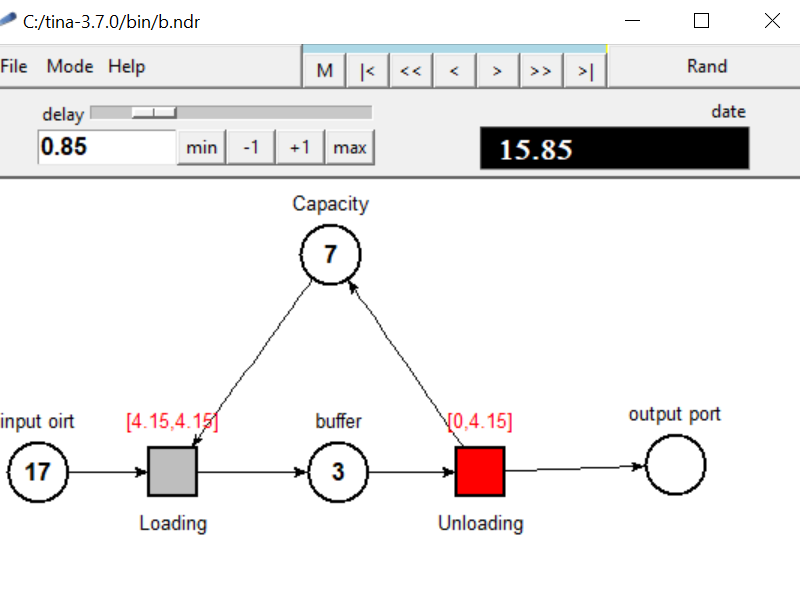 C:/tina-3.7.0/bin/b.ndr
File Mode Help M |< << < > >> >| Rand
delay date
0.85 min -1 +1 max 15.85
Capacity
7
input oirt [4.15,4.15] buffer [0,4.15] output port
17 3
Loading Unloading